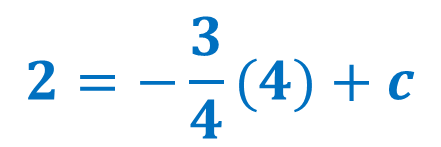 2 = −3/4(4) + c